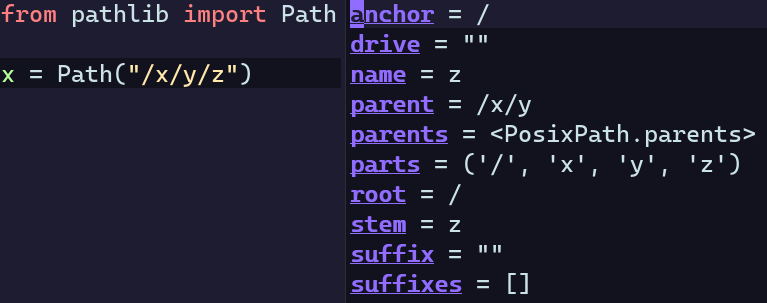 from pathlib import Path
x = Path("/x/y/z")
anchor = /
drive = ""
name = z
parent = /x/y
parents = <PosixPath.parents>
parts = ('/', 'x', 'y', 'z')
root = /
stem = z
suffix = ""
suffixes = []